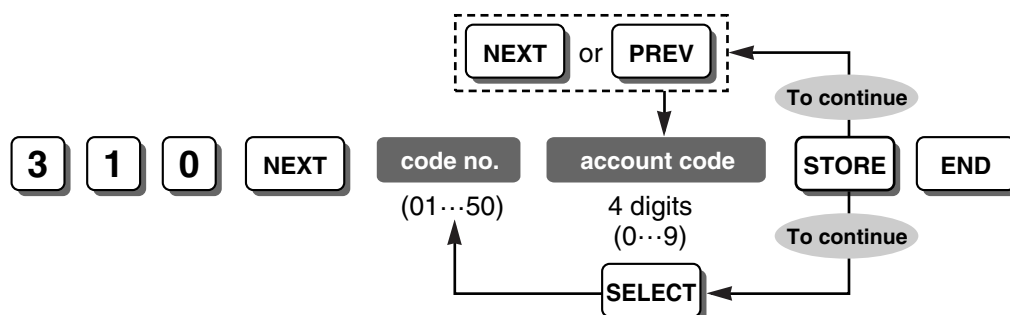 NEXT or PREV
To continue
3 1 0 NEXT code no. account code STORE END
(01···50) 4 digits
(0···9)
To continue
SELECT